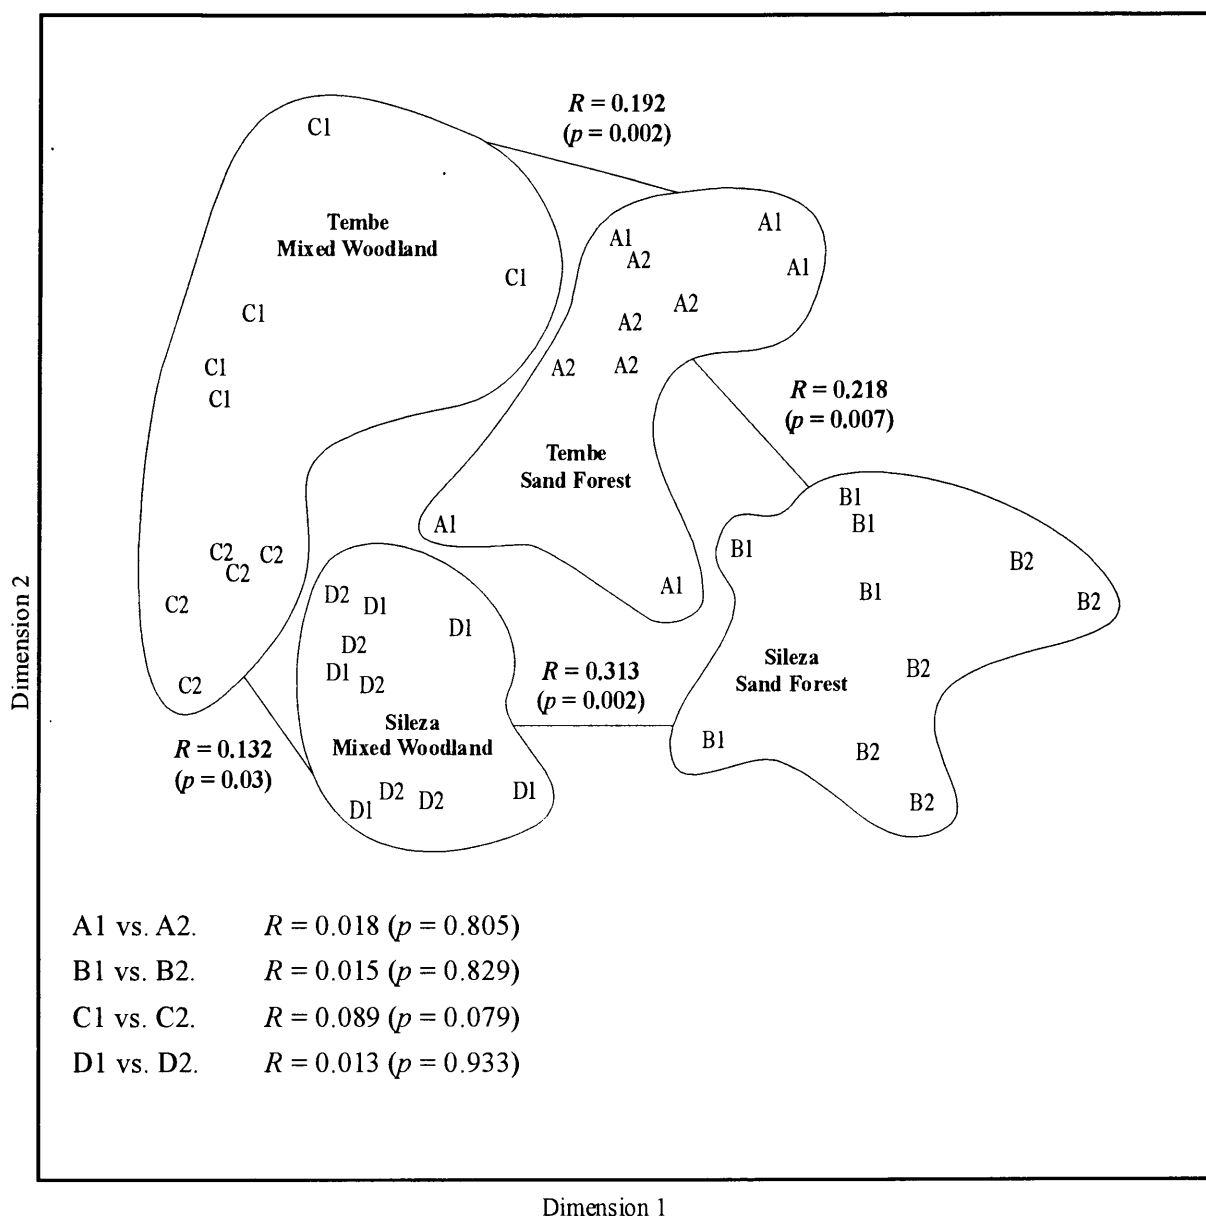 R = 0.192
(p = 0.002)
C1
Tembe
Mixed Woodland
A1
A1
A2
A1
C1
A2
C1
A2
C1
A2
A2
C1
R = 0.218
(p = 0.007)
Tembe
Sand Forest
B1
A1
B1
B1
C2
C2
C2
B2
A1
D2
B1
B2
C2
D1
D1
D2
Sileza
Sand Forest
B2
R = 0.313
(p = 0.002)
D1
D2
C2
Sileza
Mixed Woodland
R = 0.132
(p = 0.03)
B1
B2
D2
D2
D1
D1
B2
A1 vs. A2. R = 0.018 (p = 0.805)
B1 vs. B2. R = 0.015 (p = 0.829)
C1 vs. C2. R = 0.089 (p = 0.079)
D1 vs. D2. R = 0.013 (p = 0.933)
Dimension 2
Dimension 1